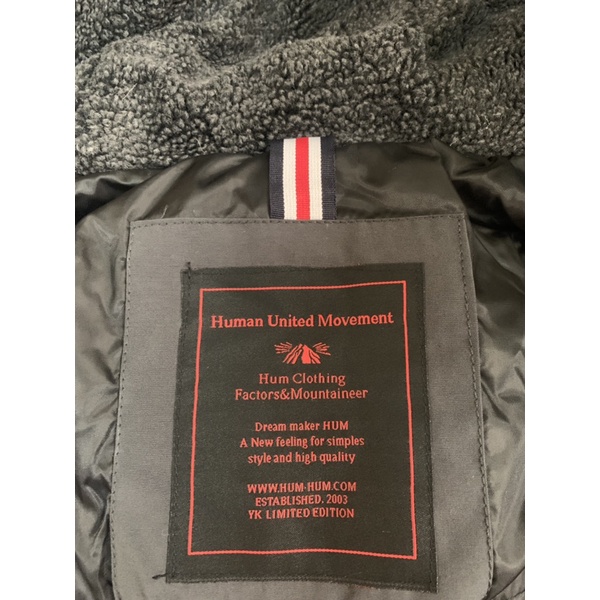 Human United Movement
Hum Clothing
Factors&Mountaineer
Dream maker HUM
A New feeling for simples
style and high quality
WWW.HUM-HUM.COM
ESTABLISHED. 2003
YK LIMITED EDITION